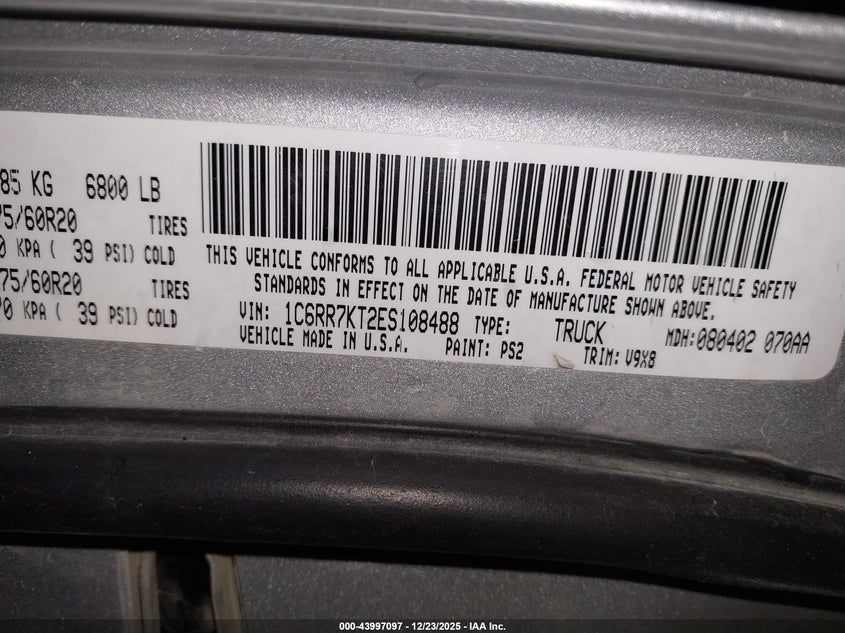 85 KG 6800 LB
75/60R20 TIRES
0 KPA ( 39 PSI) COLD
75/60R20 TIRES
70 KPA ( 39 PSI) COLD
THIS VEHICLE CONFORMS TO ALL APPLICABLE U.S.A. FEDERAL MOTOR VEHICLE SAFETY
STANDARDS IN EFFECT ON THE DATE OF MANUFACTURE SHOWN ABOVE.
VIN: 1C6RR7KT2ES108488 TYPE: TRUCK MDH:080402 070AA
VEHICLE MADE IN U.S.A. PAINT: PS2 TRIM: V9X8
000-43997097 - 12/23/2025 - IAA Inc.